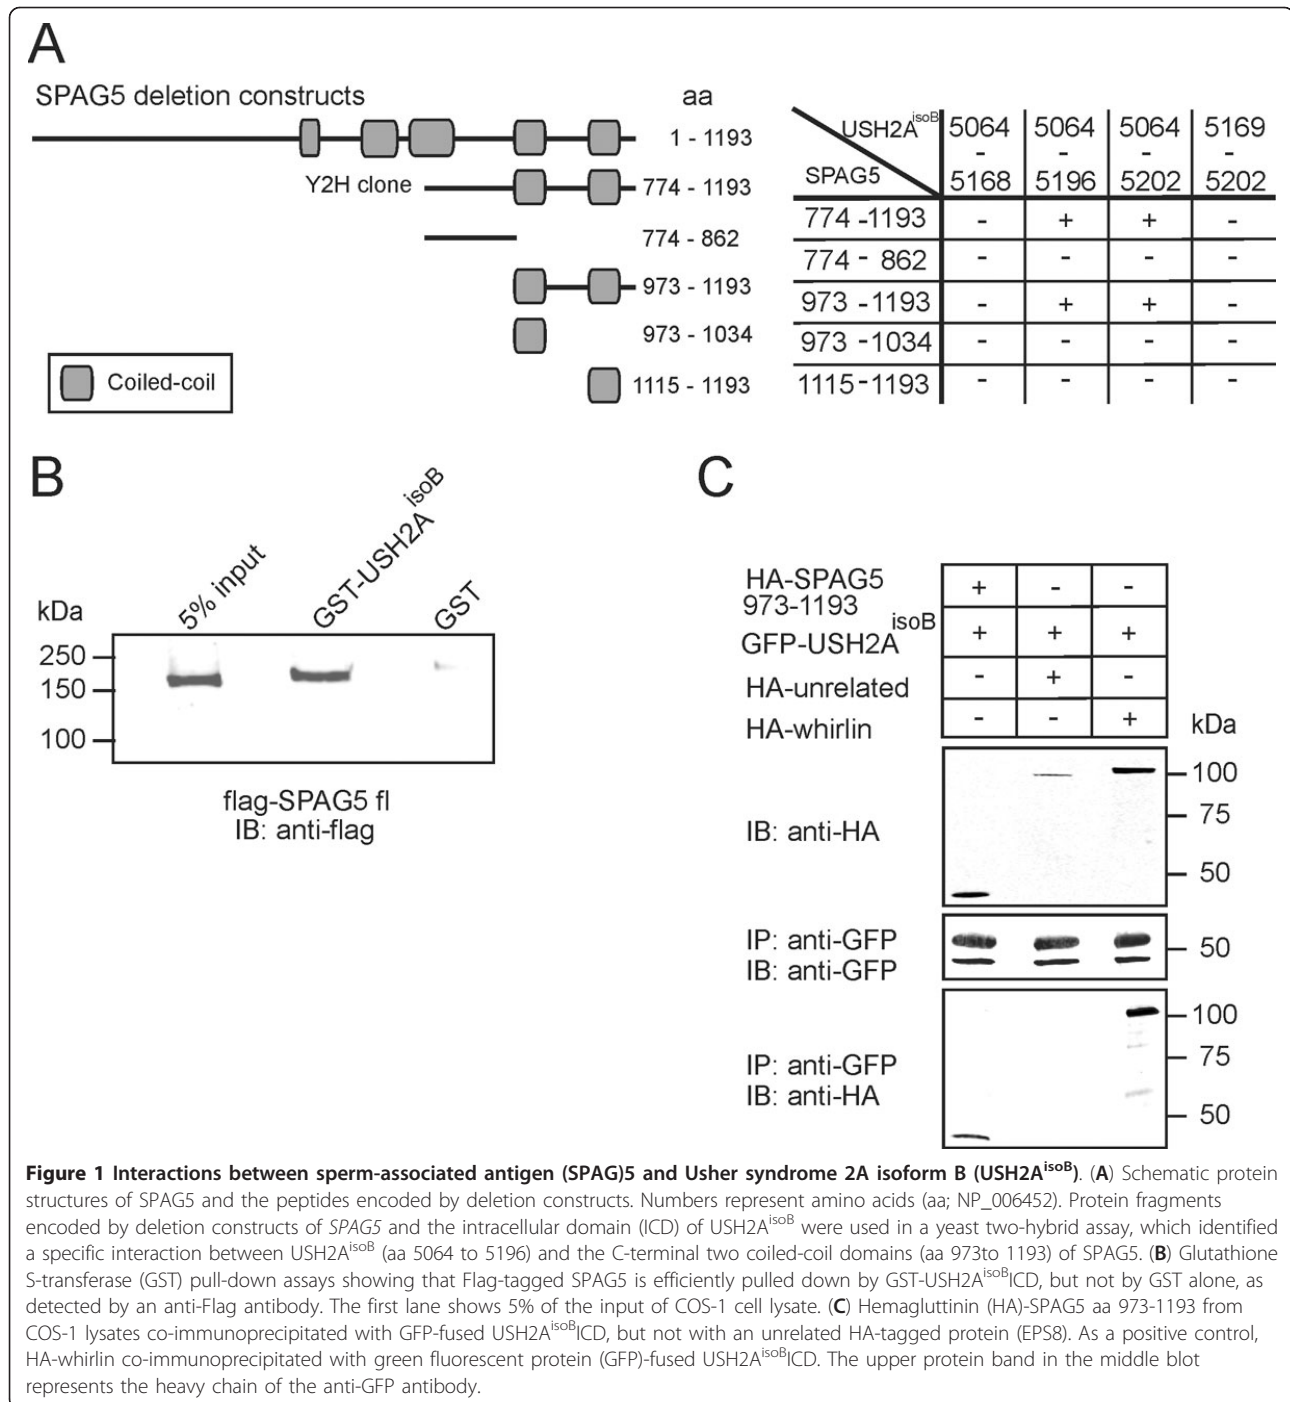 A
SPAG5 deletion constructs
aa
1 - 1193
Y2H clone
774 - 1193
774 - 862
973 - 1193
973 - 1034
1115 - 1193
Coiled-coil
USH2A^isoB
SPAG5
5064 - 5168
5064 - 5196
5064 - 5202
5169 - 5202
774 - 1193 - + + -
774 - 862 - - - -
973 - 1193 - + + -
973 - 1034 - - - -
1115 - 1193 - - - -
B
kDa
5% input
GST-USH2A^isoB
GST
250
150
100
flag-SPAG5 fl
IB: anti-flag
C
HA-SPAG5 973-1193 + - -
GFP-USH2A^isoB + + +
HA-unrelated - + -
HA-whirlin - - +
kDa
IB: anti-HA
100
75
50
IP: anti-GFP
IB: anti-GFP
50
IP: anti-GFP
IB: anti-HA
100
75
50
Figure 1 Interactions between sperm-associated antigen (SPAG)5 and Usher syndrome 2A isoform B (USH2A^isoB). (A) Schematic protein
structures of SPAG5 and the peptides encoded by deletion constructs. Numbers represent amino acids (aa; NP_006452). Protein fragments
encoded by deletion constructs of SPAG5 and the intracellular domain (ICD) of USH2A^isoB were used in a yeast two-hybrid assay, which identified
a specific interaction between USH2A^isoB (aa 5064 to 5196) and the C-terminal two coiled-coil domains (aa 973to 1193) of SPAG5. (B) Glutathione
S-transferase (GST) pull-down assays showing that Flag-tagged SPAG5 is efficiently pulled down by GST-USH2A^isoBICD, but not by GST alone, as
detected by an anti-Flag antibody. The first lane shows 5% of the input of COS-1 cell lysate. (C) Hemagluttinin (HA)-SPAG5 aa 973-1193 from
COS-1 lysates co-immunoprecipitated with GFP-fused USH2A^isoBICD, but not with an unrelated HA-tagged protein (EPS8). As a positive control,
HA-whirlin co-immunoprecipitated with green fluorescent protein (GFP)-fused USH2A^isoBICD. The upper protein band in the middle blot
represents the heavy chain of the anti-GFP antibody.